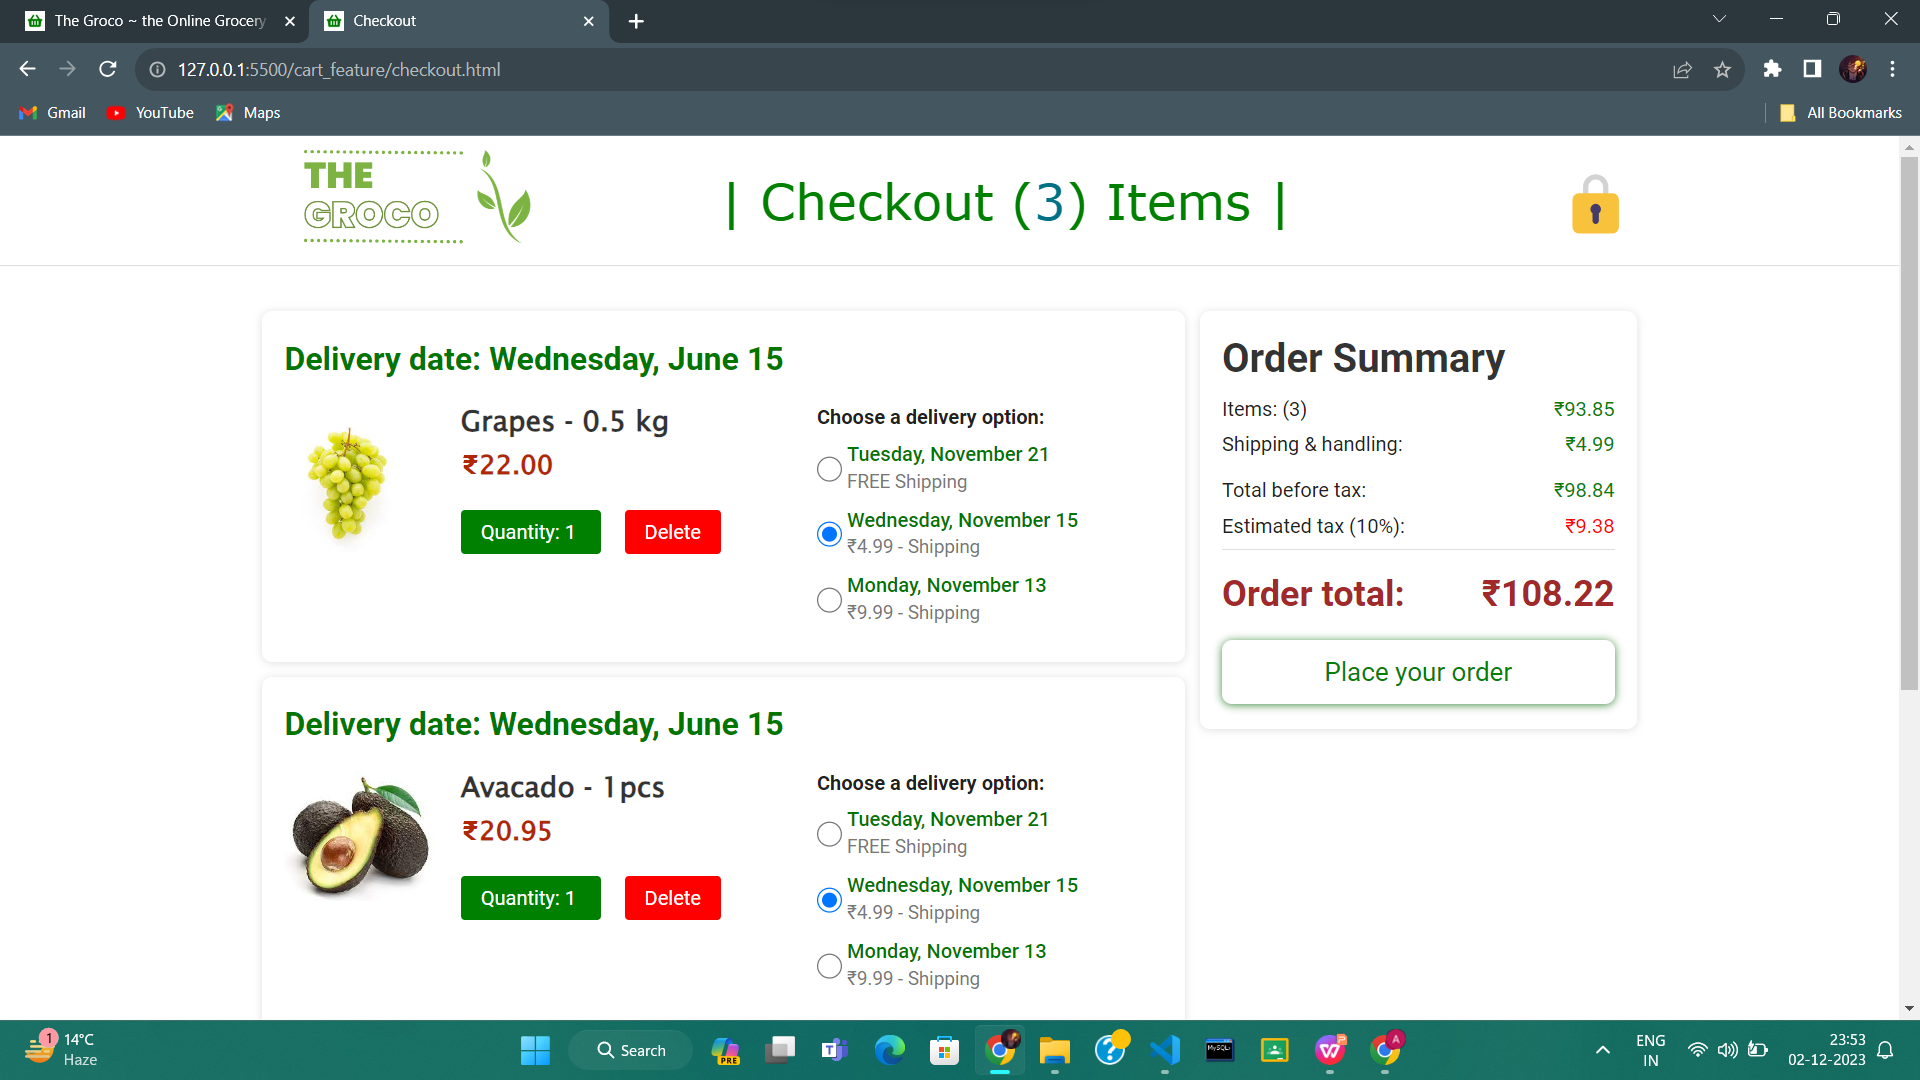 The Groco ~ the Online Grocery
Checkout
127.0.0.1:5500/cart_feature/checkout.html
Gmail
YouTube
Maps
All Bookmarks
THE
GROCO
| Checkout (3) Items |
Delivery date: Wednesday, June 15
Grapes - 0.5 kg
₹22.00
Quantity: 1
Delete
Choose a delivery option:
Tuesday, November 21
FREE Shipping
Wednesday, November 15
₹4.99 - Shipping
Monday, November 13
₹9.99 - Shipping
Delivery date: Wednesday, June 15
Avacado - 1pcs
₹20.95
Quantity: 1
Delete
Choose a delivery option:
Tuesday, November 21
FREE Shipping
Wednesday, November 15
₹4.99 - Shipping
Monday, November 13
₹9.99 - Shipping
Order Summary
Items: (3) ₹93.85
Shipping & handling: ₹4.99
Total before tax: ₹98.84
Estimated tax (10%): ₹9.38
Order total: ₹108.22
Place your order
1
14°C
Haze
Search
PRE
MySQL
A
ENG
IN
23:53
02-12-2023